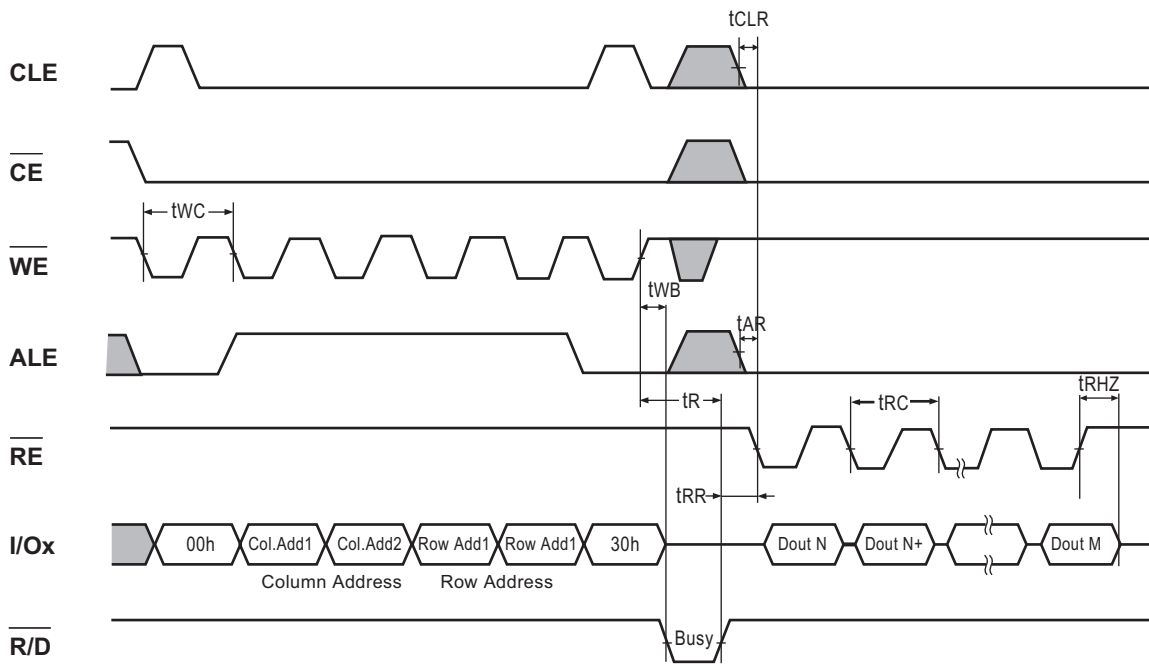 tCLR
CLE
CE
tWC
WE
tWB
tAR
ALE
tR
tRC
tRHZ
RE
tRR
I/Ox
00h
Col.Add1
Col.Add2
Row Add1
Row Add1
30h
Dout N
Dout N+
Dout M
Column Address
Row Address
R/D
Busy